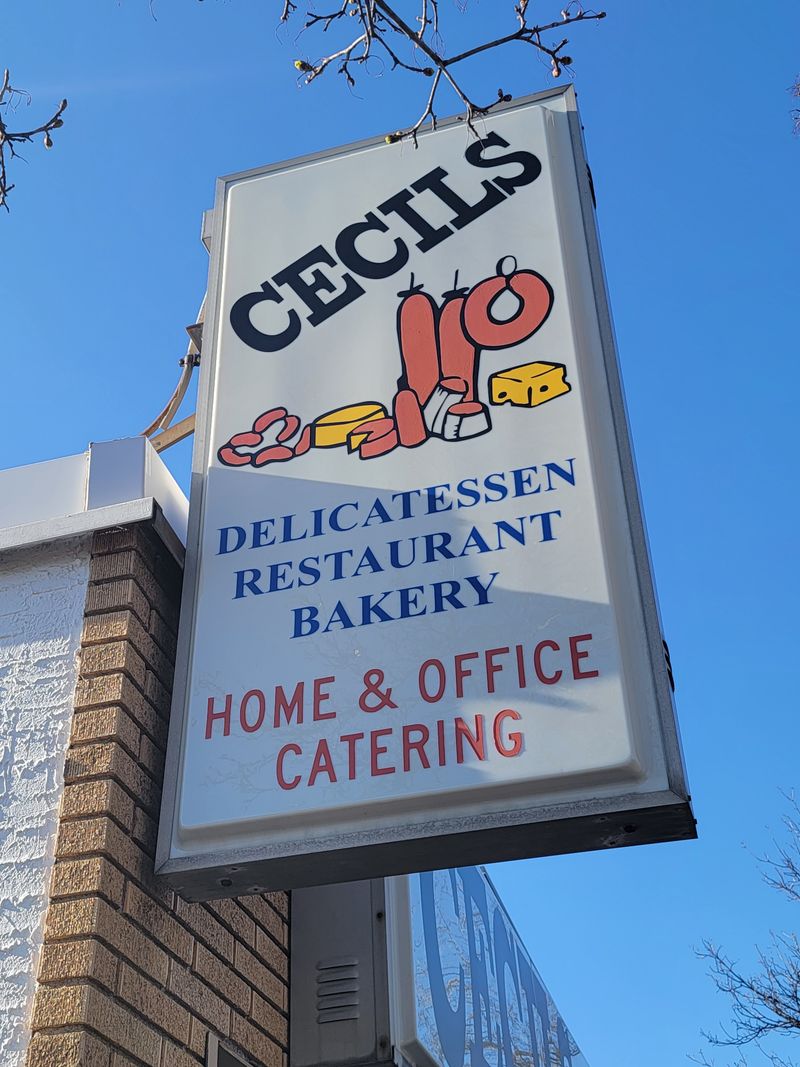 CECILS
DELICATESSEN
RESTAURANT
BAKERY
HOME & OFFICE
CATERING